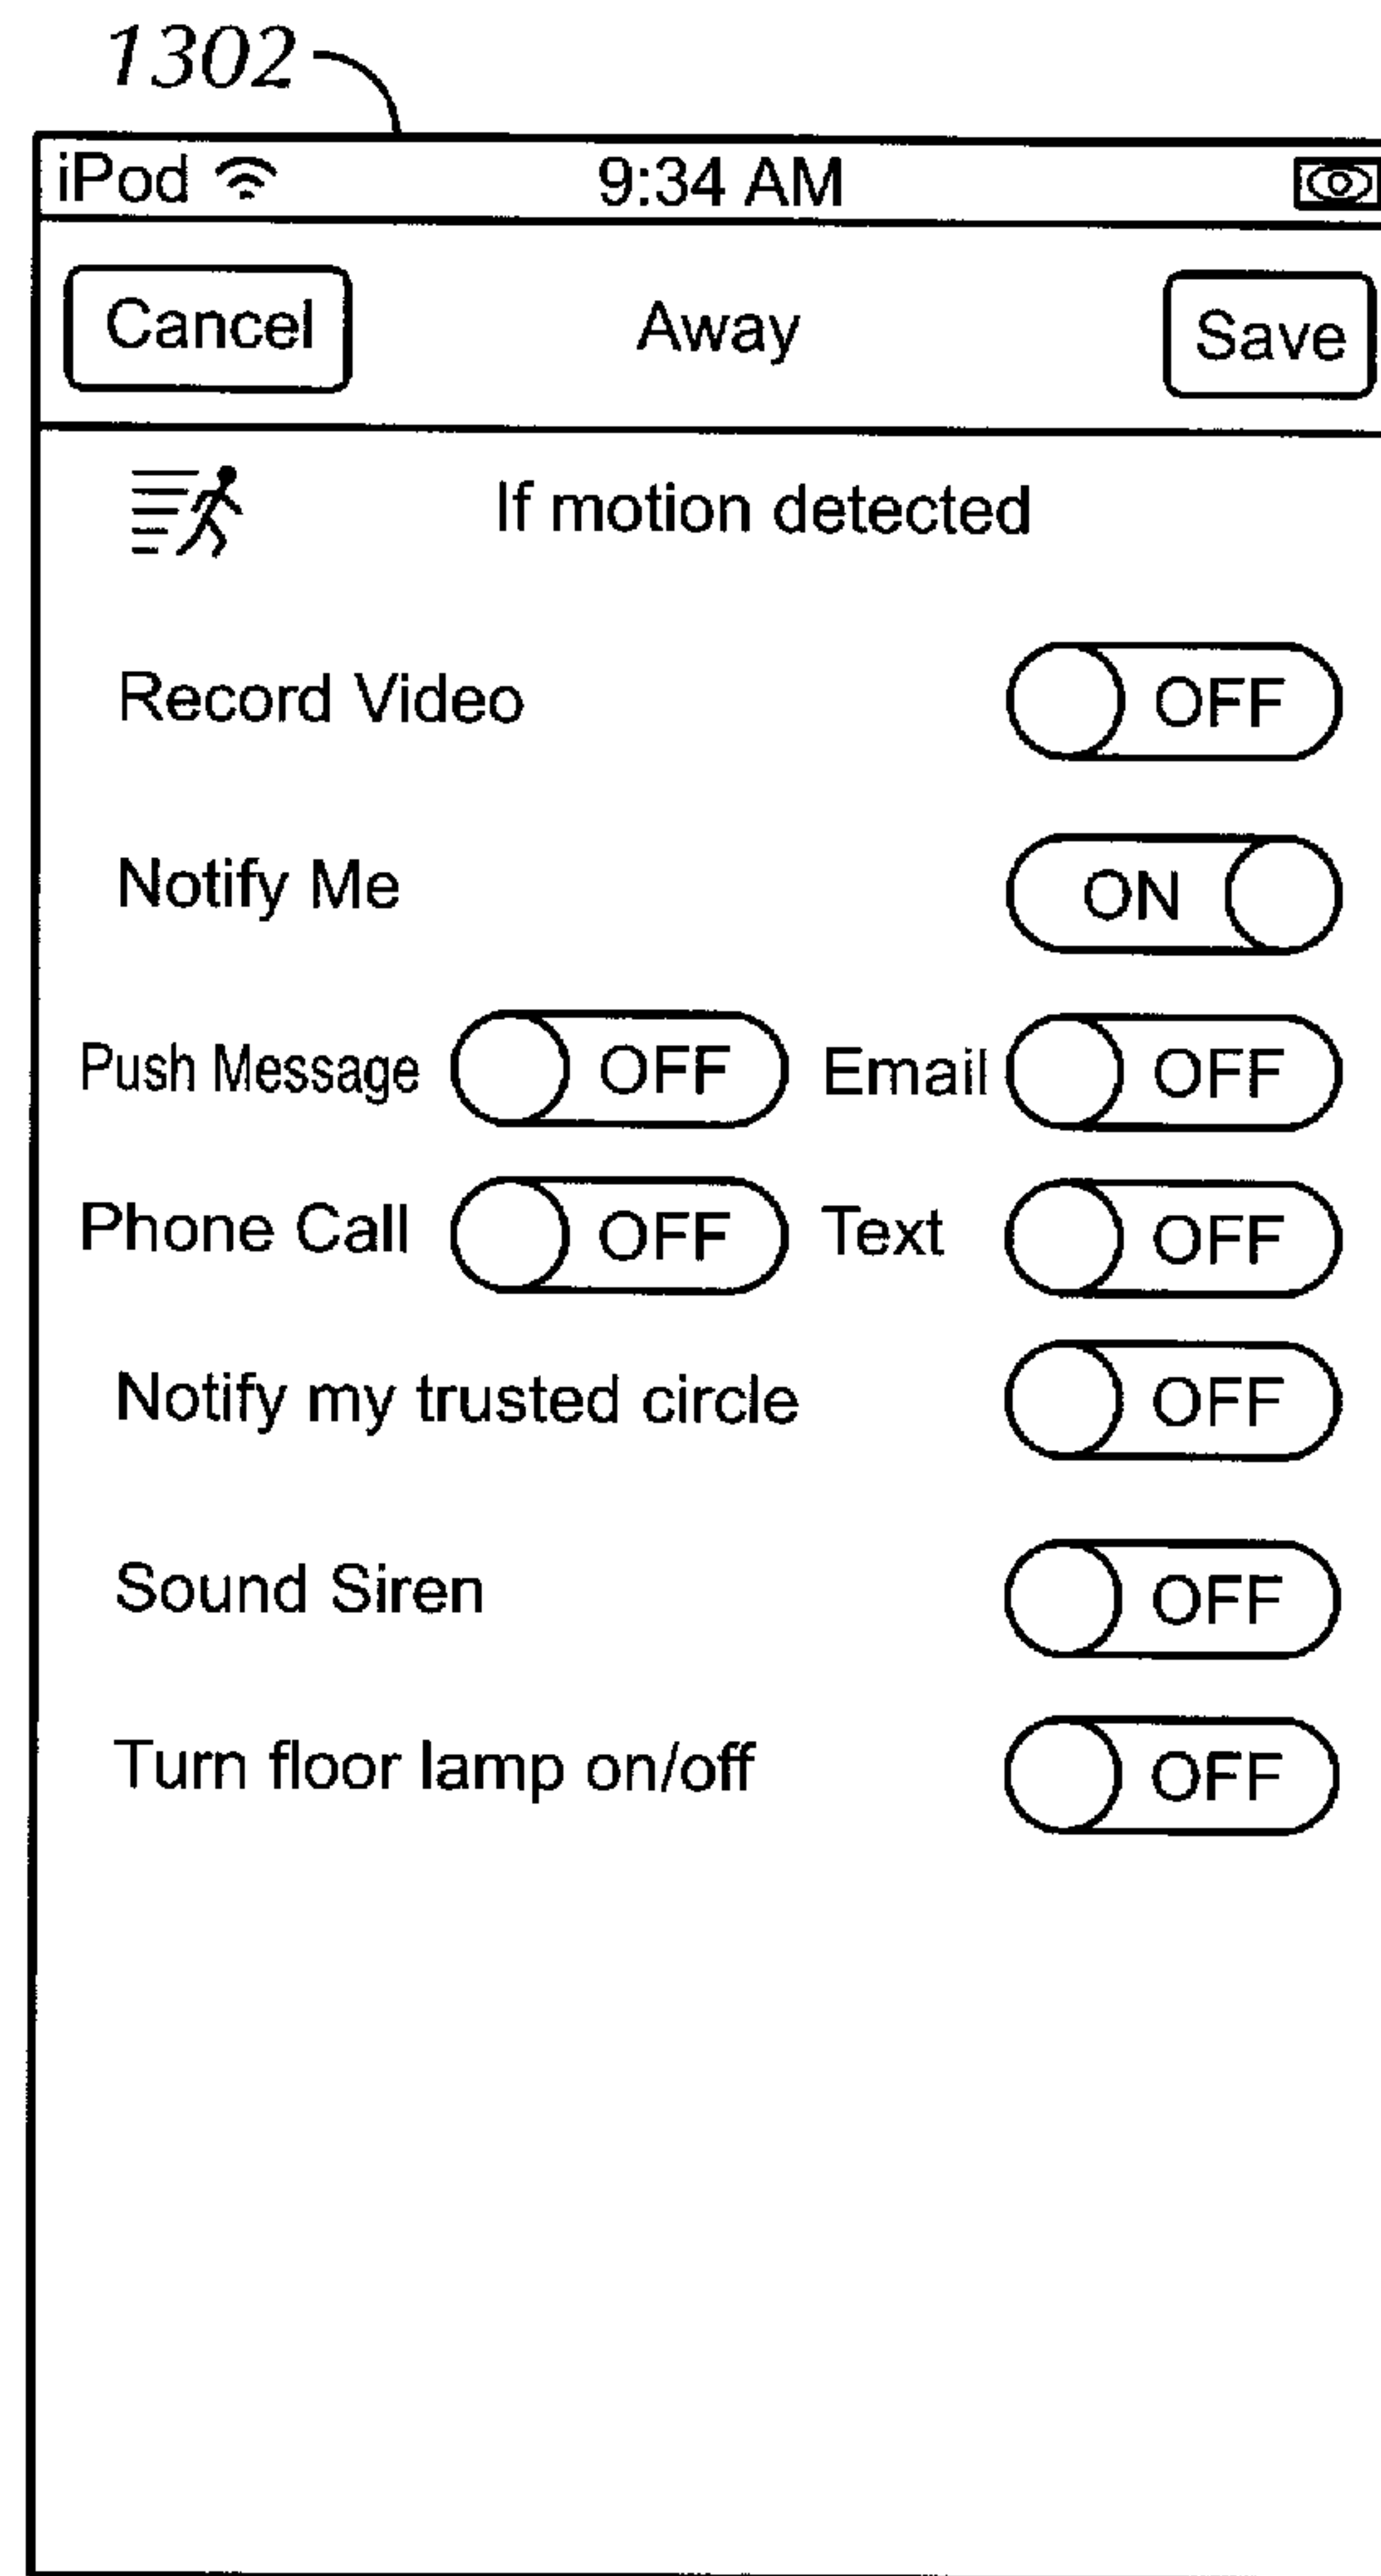 1302
iPod 9:34 AM
Cancel Away Save
If motion detected
Record Video OFF
Notify Me ON
Push Message OFF Email OFF
Phone Call OFF Text OFF
Notify my trusted circle OFF
Sound Siren OFF
Turn floor lamp on/off OFF